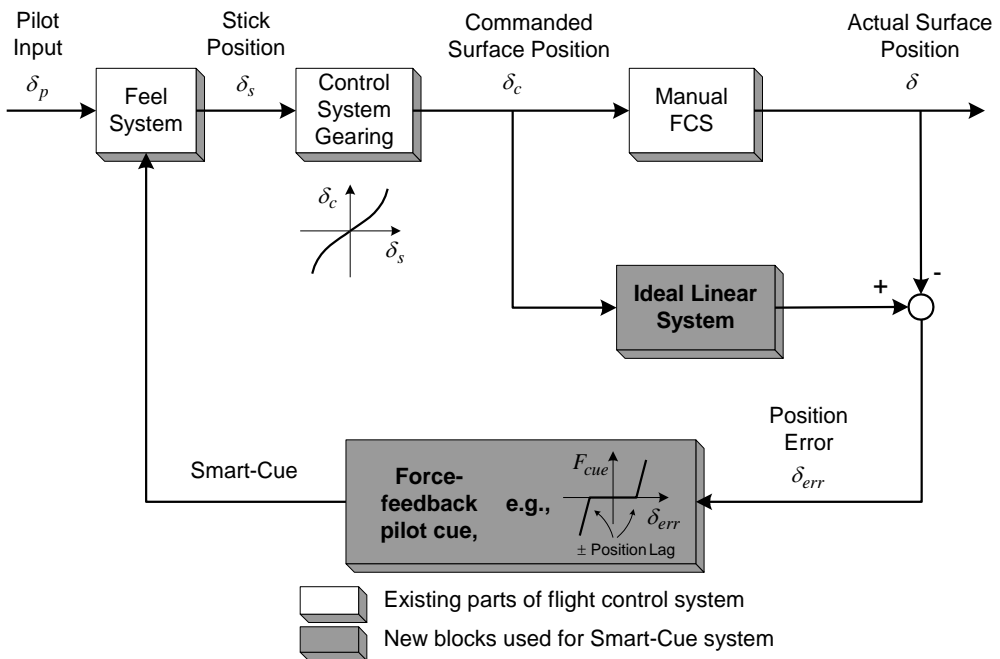 Pilot
Input
δp
Stick
Position
δs
Commanded
Surface Position
δc
Actual Surface
Position
δ
Feel
System
Control
System
Gearing
Manual
FCS
δc
δs
Ideal Linear
System
+
-
Position
Error
δerr
Smart-Cue
Force-
feedback
pilot cue,
e.g.,
Fcue
δerr
± Position Lag
Existing parts of flight control system
New blocks used for Smart-Cue system